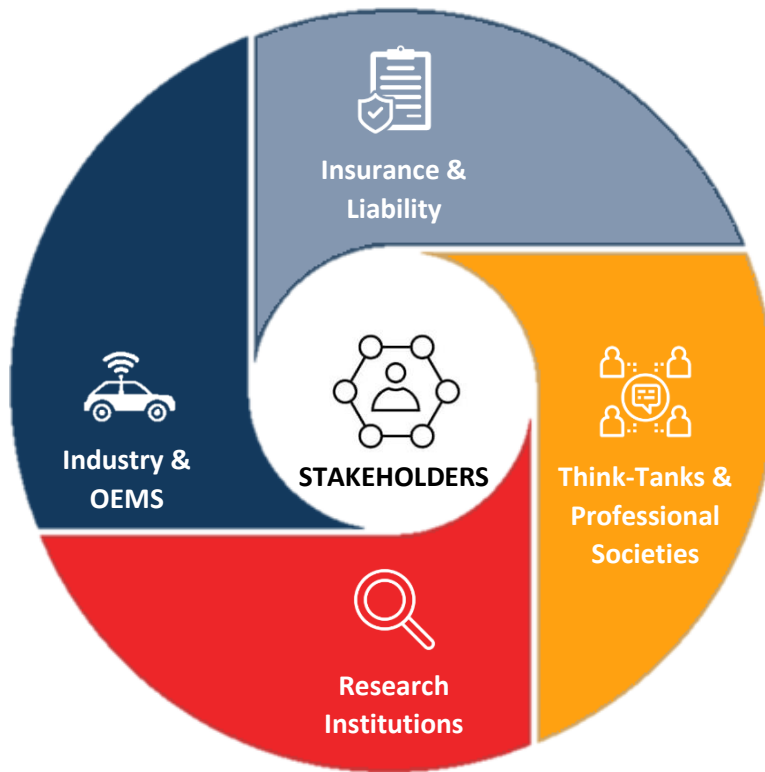 Insurance &
Liability
Industry &
OEMS
STAKEHOLDERS
Think-Tanks &
Professional
Societies
Research
Institutions